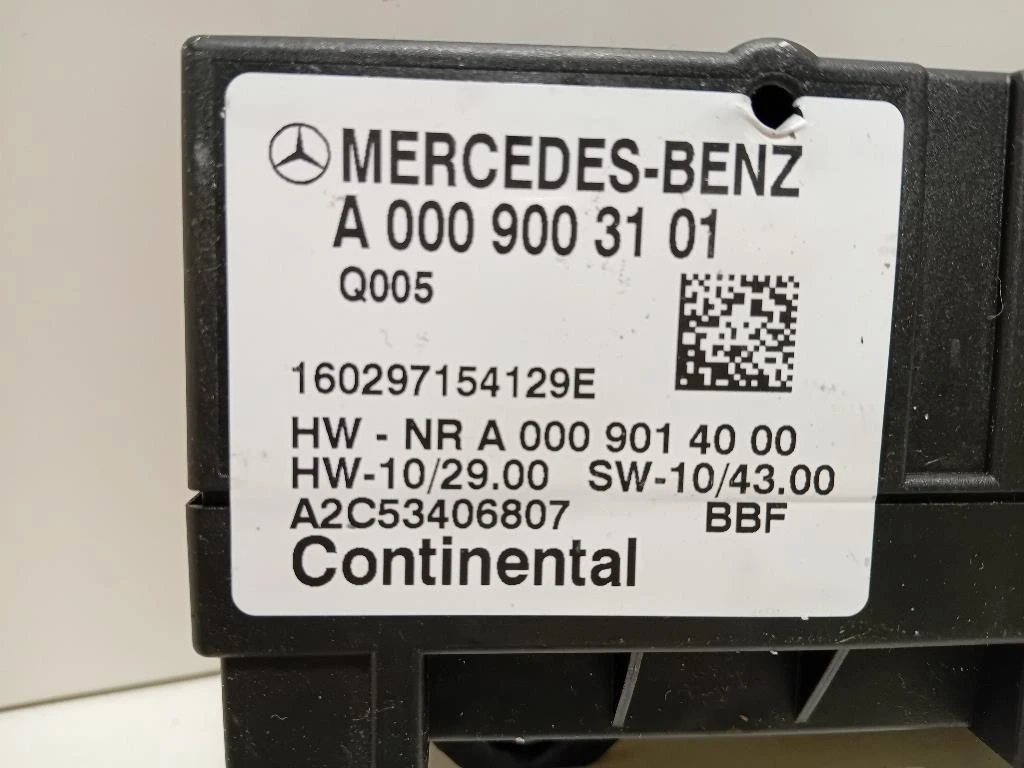 MERCEDES-BENZ
A 000 900 31 01
Q005
160297154129E
HW - NR A 000 901 40 00
HW-10/29.00 SW-10/43.00
A2C53406807 BBF
Continental